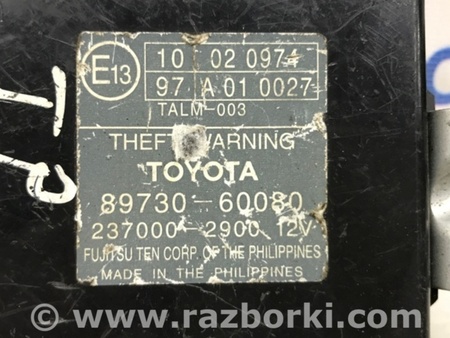 E13
10 02 0974
97 A 01 0027
TALM-003
THEFT WARNING
TOYOTA
89730-60080
237000-2900 12V
FUJITSU TEN CORP. OF THE PHILIPPINES
MADE IN THE PHILIPPINES
www.razborki.com